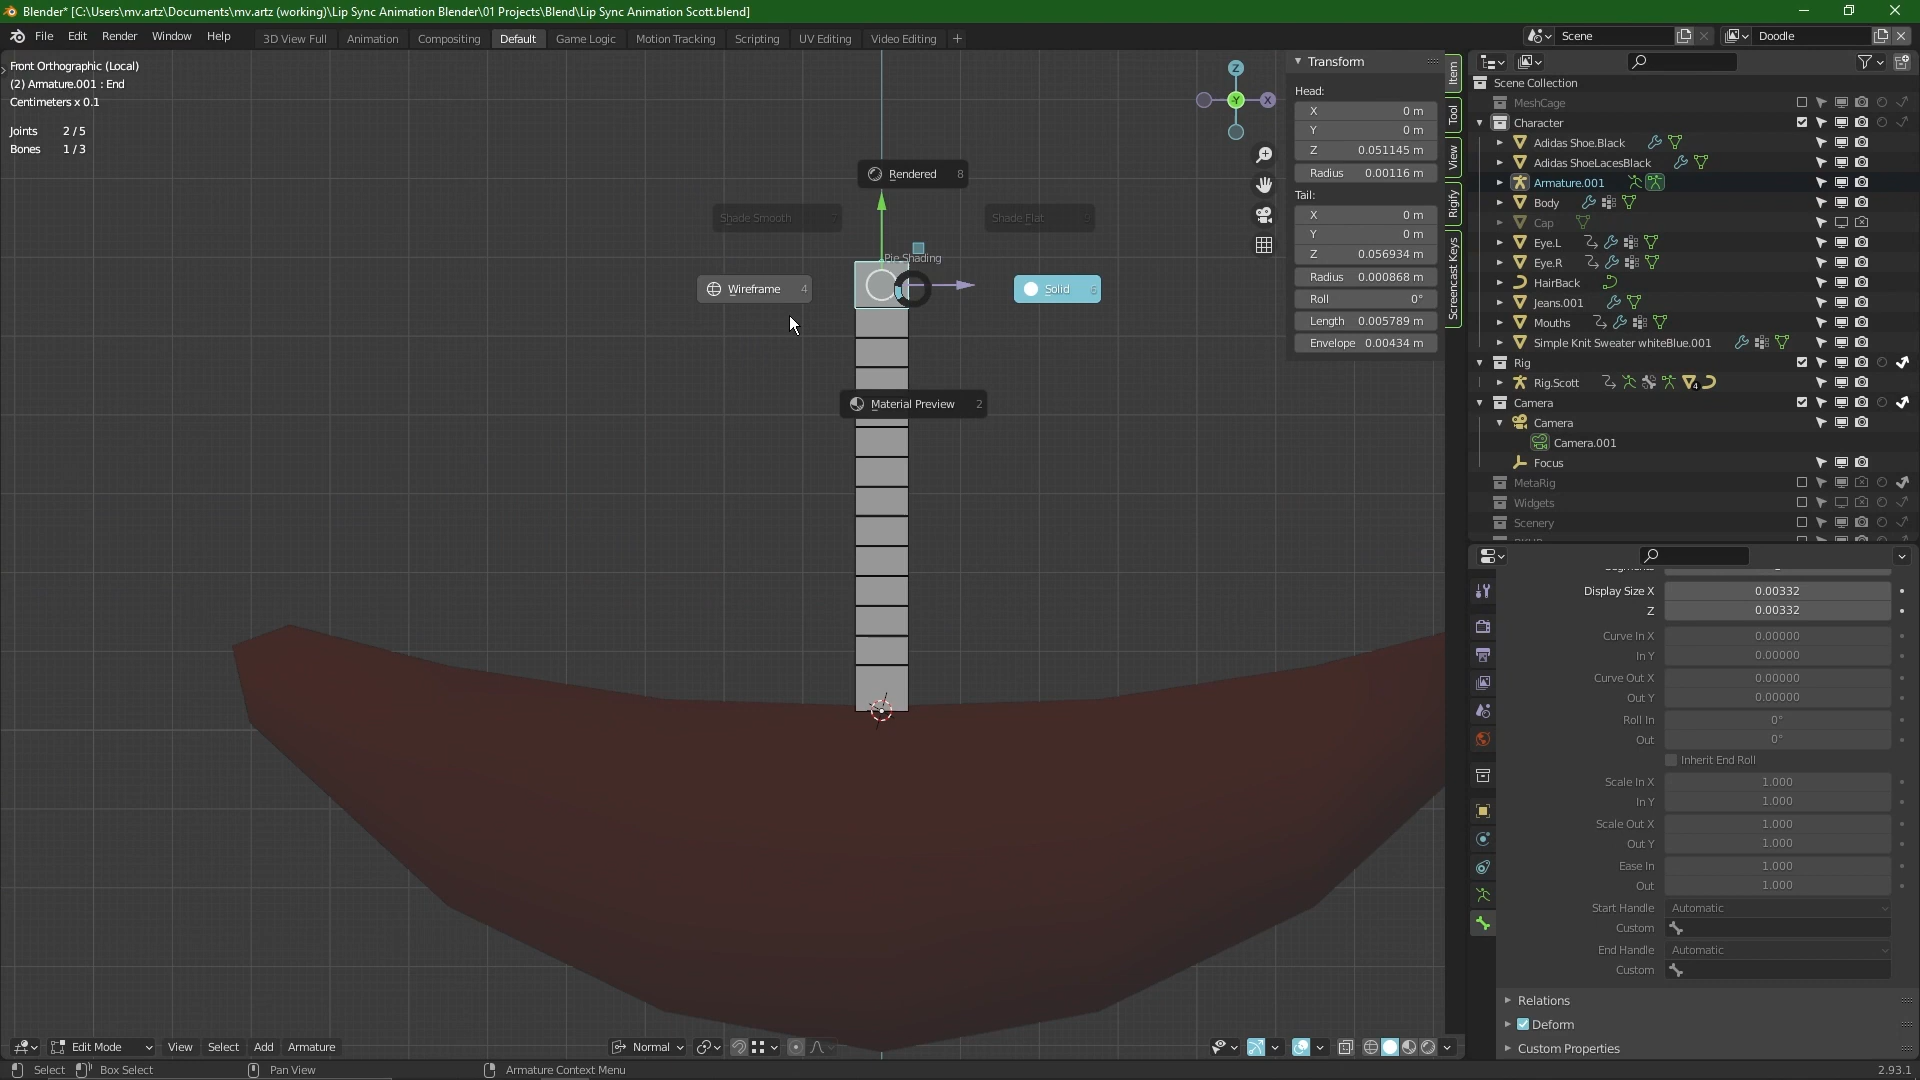 Blender* [C:\Users\mv.artz\Documents\mv.artz (working)\Lip Sync Animation Blender\01 Projects\Blend\Lip Sync Animation Scott.blend]
File Edit Render Window Help 3D View Full Animation Compositing Default Game Logic Motion Tracking Scripting UV Editing Video Editing + Scene Doodle
Front Orthographic (Local)
(2) Armature.001 : End
Centimeters x 0.1
Joints 2 / 5
Bones 1 / 3
Rendered 8
Shade Smooth 7
Shade Flat
Pie Shading
Wireframe 4
Solid 6
Material Preview 2
Z
Y
X
Transform
Head:
X 0 m
Y 0 m
Z 0.051145 m
Radius 0.00116 m
Tail:
X 0 m
Y 0 m
Z 0.056934 m
Radius 0.000868 m
Roll 0°
Length 0.005789 m
Envelope 0.00434 m
Item
Tool
View
Rigify
Screencast Keys
Scene Collection
MeshCage
Character
Adidas Shoe.Black
Adidas ShoeLacesBlack
Armature.001
Body
Cap
Eye.L
Eye.R
HairBack
Jeans.001
Mouths
Simple Knit Sweater whiteBlue.001
Rig
Rig.Scott 4
Camera
Camera
Camera.001
Focus
MetaRig
Widgets
Scenery
Display Size X 0.00332
Z 0.00332
Curve In X 0.00000
In Y 0.00000
Curve Out X 0.00000
Out Y 0.00000
Roll In 0°
Out 0°
Inherit End Roll
Scale In X 1.000
In Y 1.000
Scale Out X 1.000
Out Y 1.000
Ease In 1.000
Out 1.000
Start Handle Automatic
Custom
End Handle Automatic
Custom
Relations
Deform
Custom Properties
Edit Mode View Select Add Armature Normal
Select Box Select Pan View Armature Context Menu 2.93.1